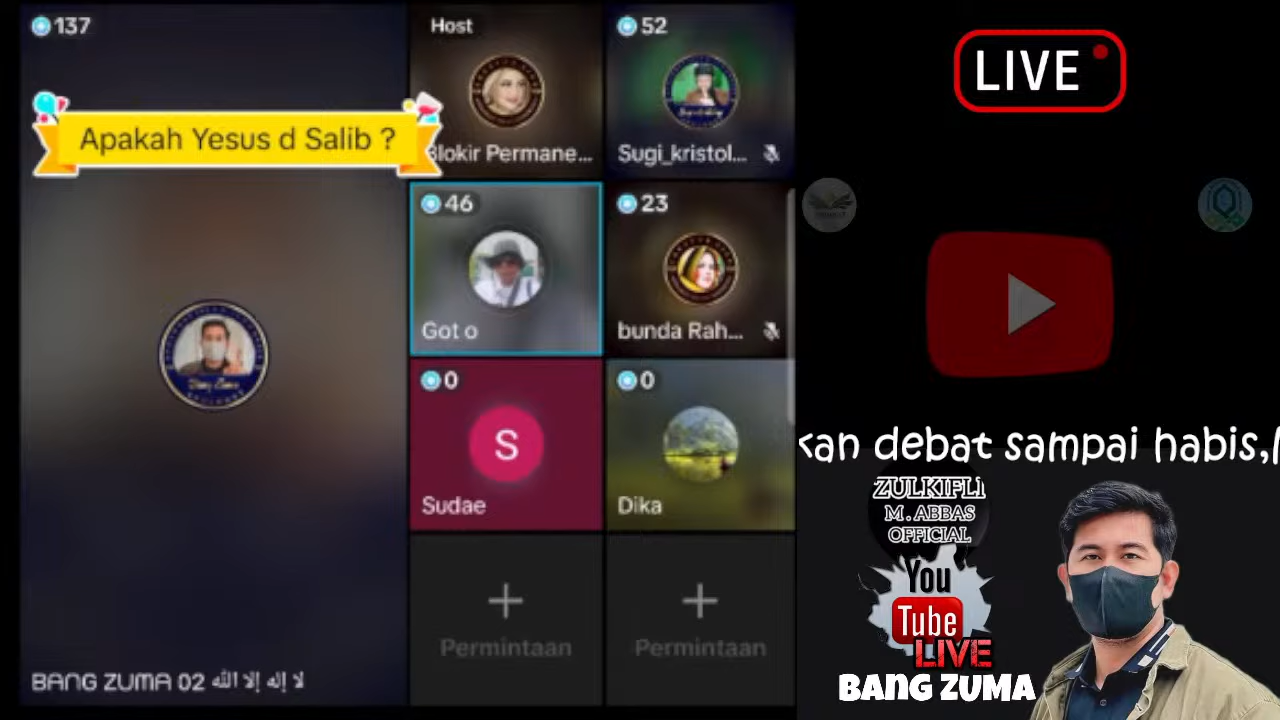 137
Apakah Yesus d Salib ?
BANG ZUMA 02 لا إله إلا الله
Host
Blokir Permane...
52
Sugi_kristol...
46
Got o
23
bunda Rah...
0
S
Sudae
0
Dika
Permintaan
Permintaan
LIVE
kan debat sampai habis,
ZULKIFLI
M. ABBAS
OFFICIAL
You
Tube
LIVE
BANG ZUMA